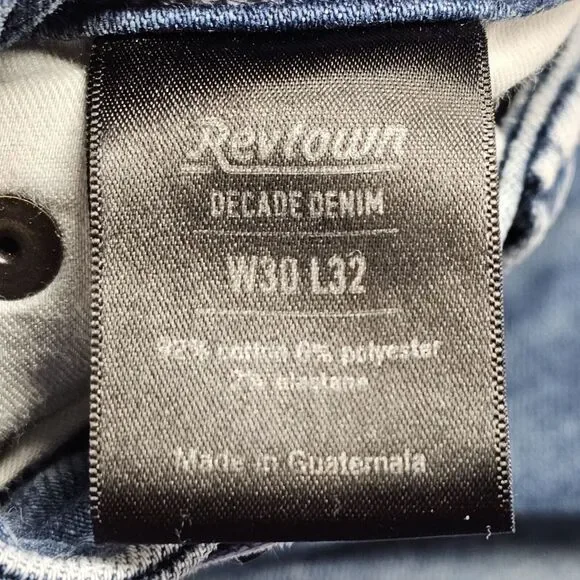 Revtown
DECADE DENIM
W30 L32
92% cotton 6% polyester
2% elastane
Made in Guatemala